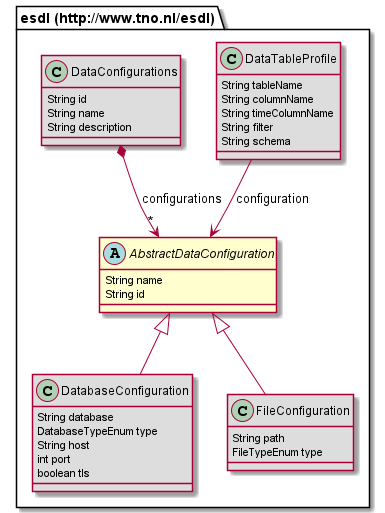 esdl (http://www.tno.nl/esdl)
C DataConfigurations
String id
String name
String description
C DataTableProfile
String tableName
String columnName
String timeColumnName
String filter
String schema
configurations
*
configuration
A AbstractDataConfiguration
String name
String id
C DatabaseConfiguration
String database
DatabaseTypeEnum type
String host
int port
boolean tls
C FileConfiguration
String path
FileTypeEnum type